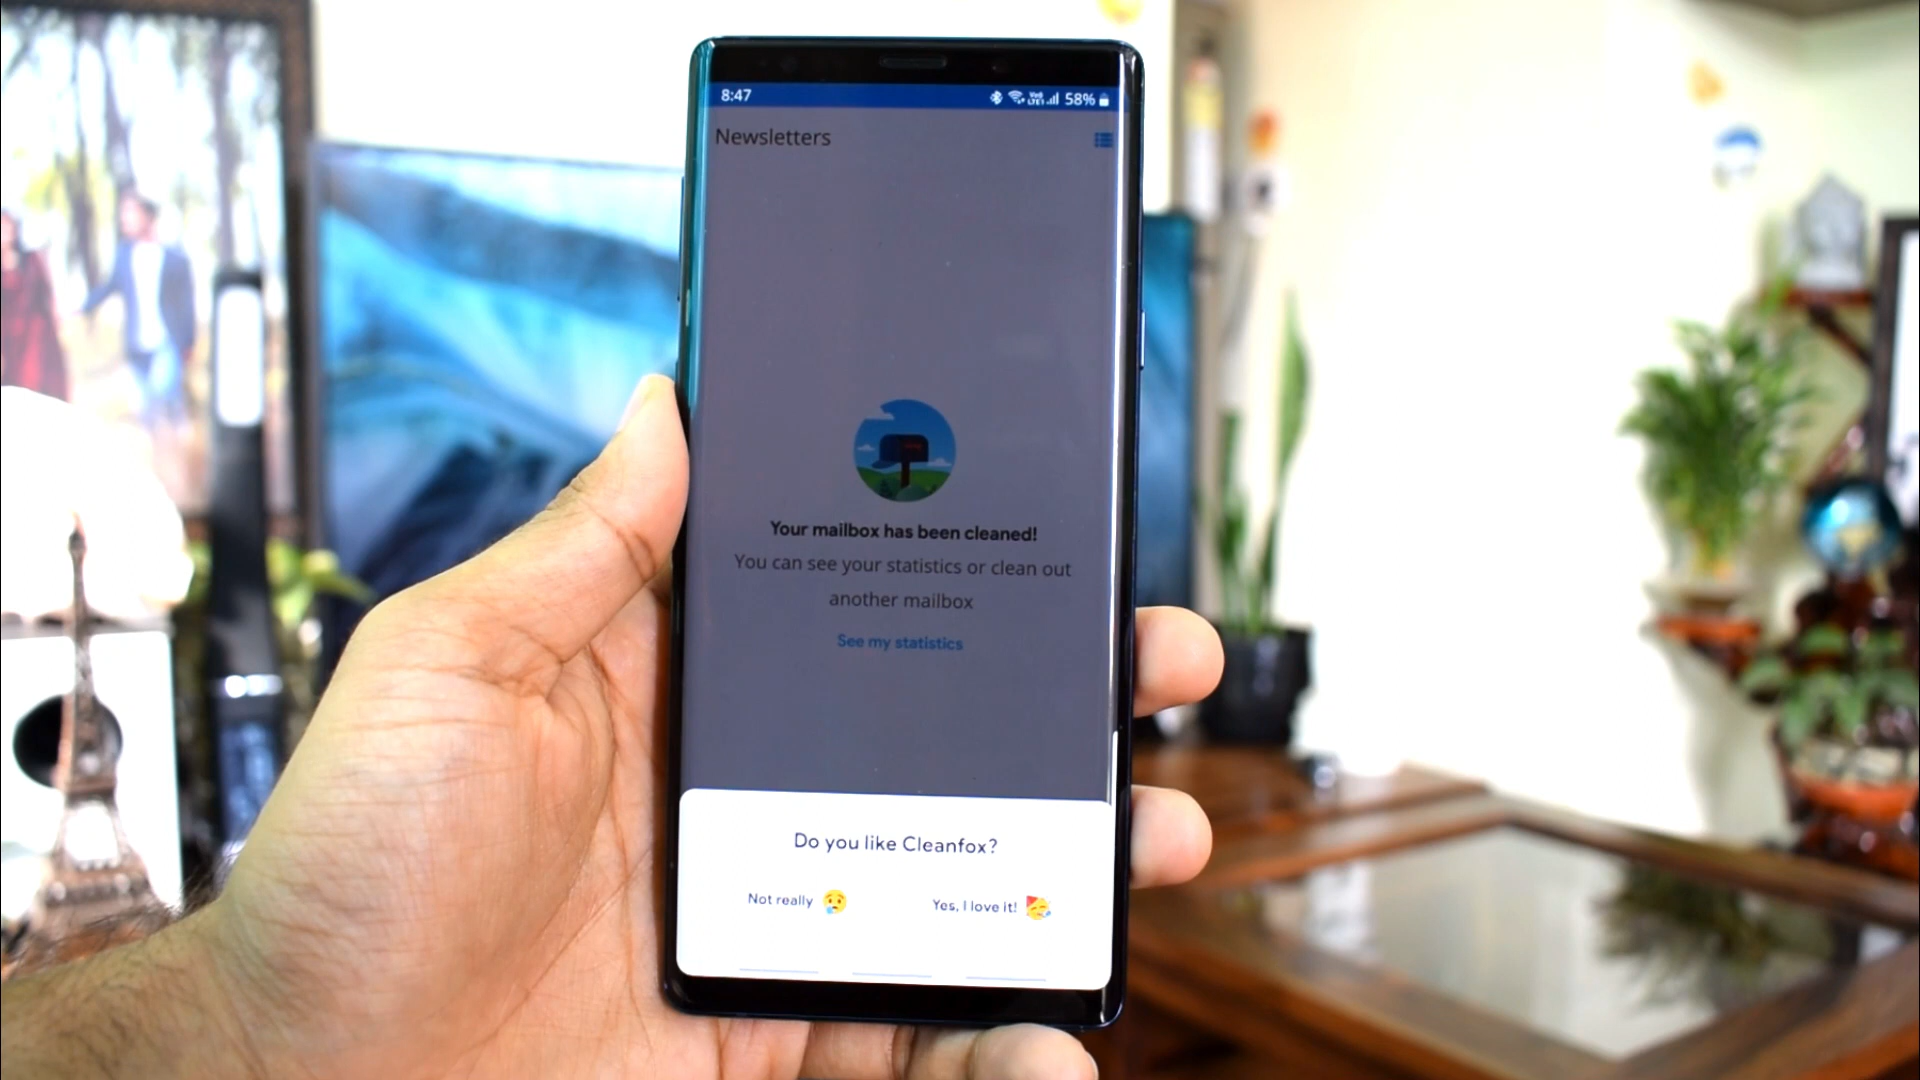 8:47
58%
Newsletters
Your mailbox has been cleaned!
You can see your statistics or clean out
another mailbox
See my statistics
Do you like Cleanfox?
Not really
Yes, I love it!